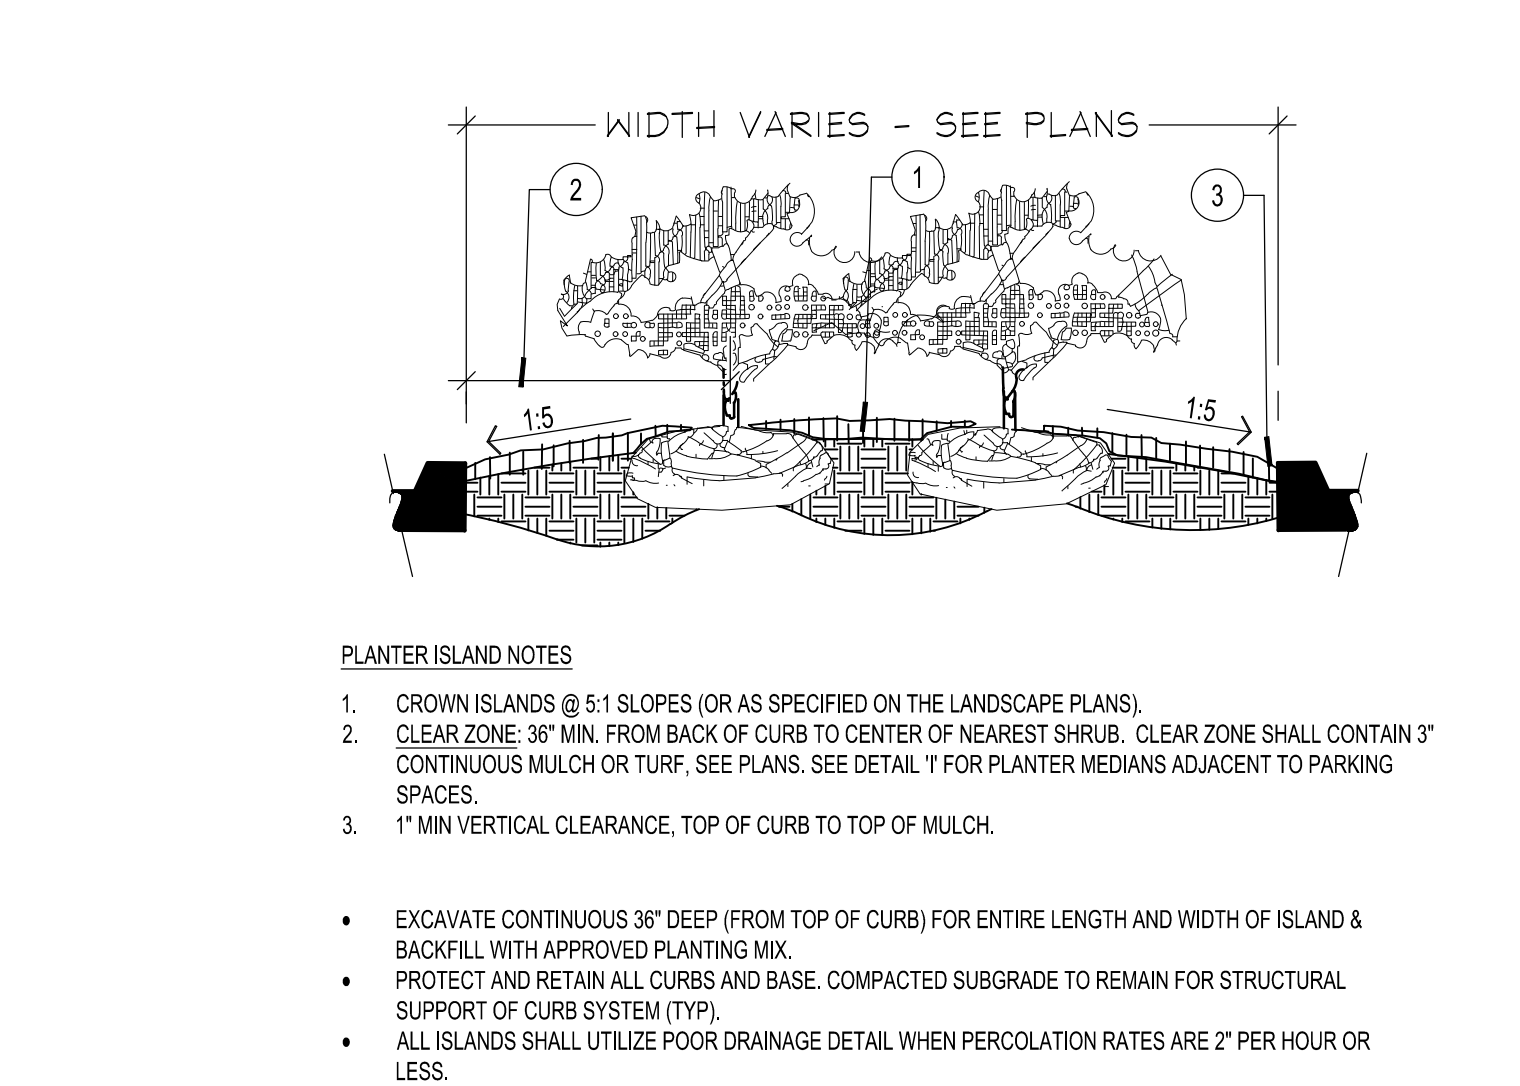 WIDTH VARIES - SEE PLANS
2
1
3
1:5
1:5
PLANTER ISLAND NOTES
1. CROWN ISLANDS @ 5:1 SLOPES (OR AS SPECIFIED ON THE LANDSCAPE PLANS).
2. CLEAR ZONE: 36" MIN. FROM BACK OF CURB TO CENTER OF NEAREST SHRUB. CLEAR ZONE SHALL CONTAIN 3"
CONTINUOUS MULCH OR TURF, SEE PLANS. SEE DETAIL 'I' FOR PLANTER MEDIANS ADJACENT TO PARKING
SPACES.
3. 1" MIN VERTICAL CLEARANCE, TOP OF CURB TO TOP OF MULCH.
• EXCAVATE CONTINUOUS 36" DEEP (FROM TOP OF CURB) FOR ENTIRE LENGTH AND WIDTH OF ISLAND &
BACKFILL WITH APPROVED PLANTING MIX.
• PROTECT AND RETAIN ALL CURBS AND BASE. COMPACTED SUBGRADE TO REMAIN FOR STRUCTURAL
SUPPORT OF CURB SYSTEM (TYP).
• ALL ISLANDS SHALL UTILIZE POOR DRAINAGE DETAIL WHEN PERCOLATION RATES ARE 2" PER HOUR OR
LESS.